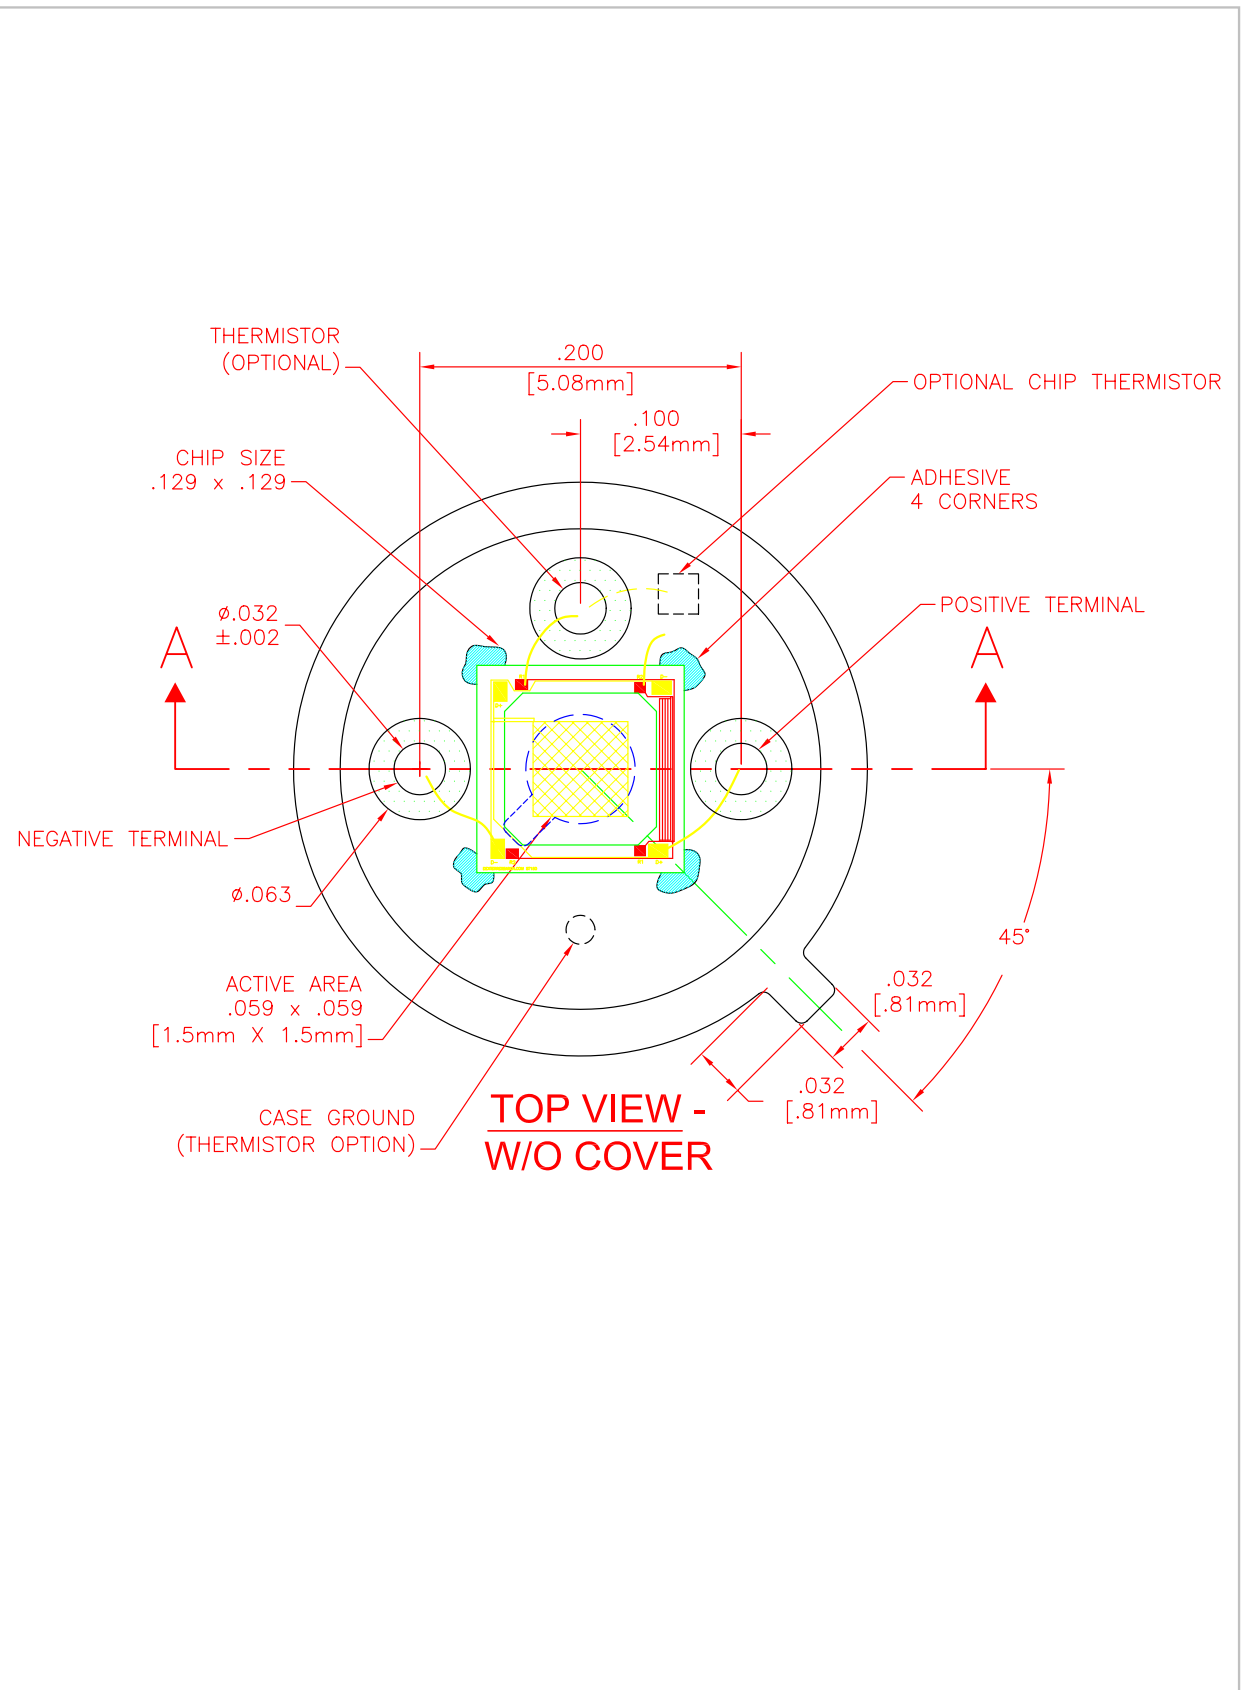 THERMISTOR
(OPTIONAL)
.200
[5.08mm]
OPTIONAL CHIP THERMISTOR
.100
[2.54mm]
CHIP SIZE
.129 x .129
ADHESIVE
4 CORNERS
ø.032
±.002
POSITIVE TERMINAL
A
A
NEGATIVE TERMINAL
ø.063
45°
ACTIVE AREA
.059 x .059
[1.5mm X 1.5mm]
.032
[.81mm]
.032
[.81mm]
CASE GROUND
(THERMISTOR OPTION)
TOP VIEW -
W/O COVER